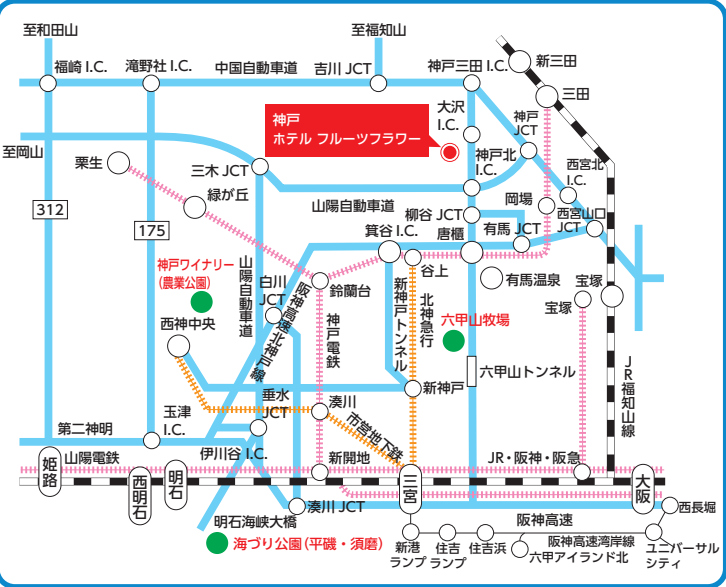 至和田山
至福知山
福崎 I.C.
滝野社 I.C.
中国自動車道
吉川 JCT
神戸三田 I.C.
新三田
三田
大沢
I.C.
神戸
JCT
神戸
ホテル フルーツフラワー
至岡山
栗生
三木 JCT
神戸北
I.C.
西宮北
I.C.
緑が丘
山陽自動車道
柳谷 JCT
岡場
西宮山口
JCT
312
175
箕谷 I.C.
唐櫃
有馬 JCT
谷上
神戸ワイナリー
（農業公園）
山陽自動車道
白川
JCT
阪神高速北神戸線
鈴蘭台
神戸電鉄
新神戸トンネル
北神急行
有馬温泉
宝塚
宝塚
六甲山牧場
西神中央
六甲山トンネル
JR福知山線
新神戸
垂水
JCT
湊川
市営地下鉄
玉津
I.C.
第二神明
伊川谷 I.C.
山陽電鉄
新開地
JR・阪神・阪急
姫路
西明石
明石
三宮
大阪
明石海峡大橋
湊川 JCT
西長堀
阪神高速
海づり公園（平磯・須磨）
新港
ランプ
住吉
ランプ
住吉浜
阪神高速湾岸線
六甲アイランド北
ユニバーサル
シティ